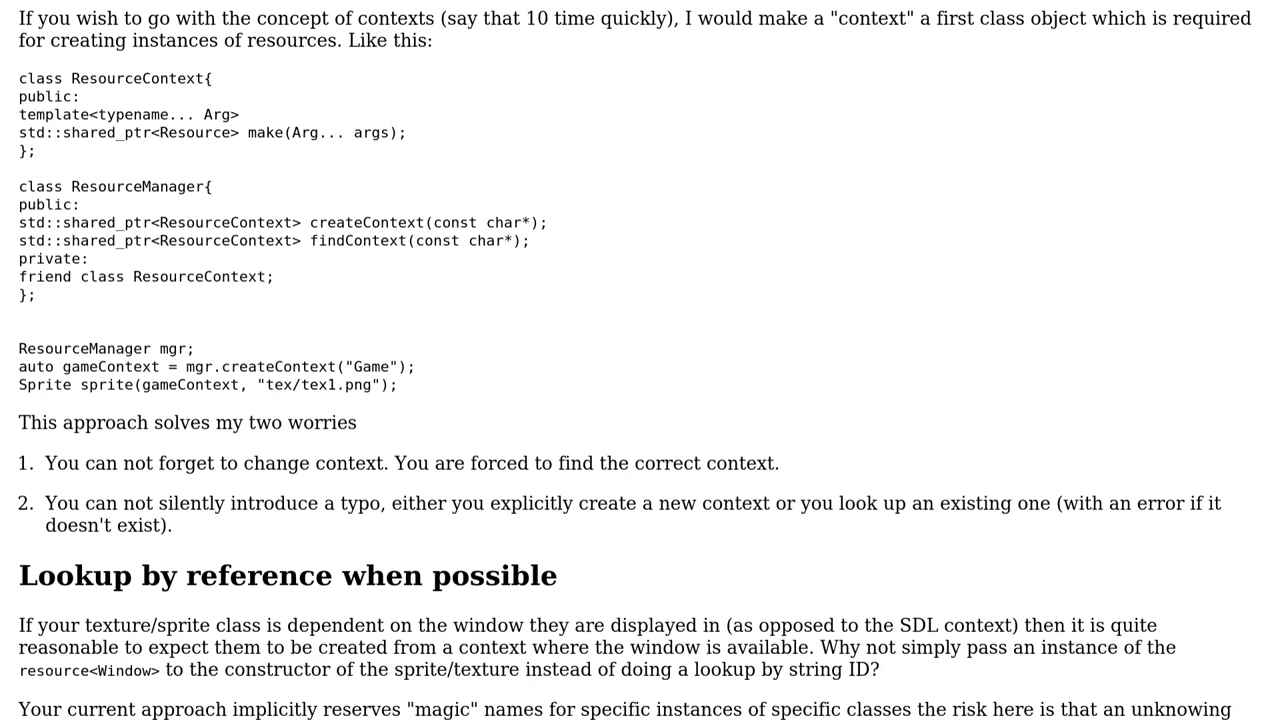 If you wish to go with the concept of contexts (say that 10 time quickly), I would make a "context" a first class object which is required
for creating instances of resources. Like this:
class ResourceContext{
public:
template<typename... Arg>
std::shared_ptr<Resource> make(Arg... args);
};
class ResourceManager{
public:
std::shared_ptr<ResourceContext> createContext(const char*);
std::shared_ptr<ResourceContext> findContext(const char*);
private:
friend class ResourceContext;
};
ResourceManager mgr;
auto gameContext = mgr.createContext("Game");
Sprite sprite(gameContext, "tex/tex1.png");
This approach solves my two worries
1. You can not forget to change context. You are forced to find the correct context.
2. You can not silently introduce a typo, either you explicitly create a new context or you look up an existing one (with an error if it
doesn't exist).
Lookup by reference when possible
If your texture/sprite class is dependent on the window they are displayed in (as opposed to the SDL context) then it is quite
reasonable to expect them to be created from a context where the window is available. Why not simply pass an instance of the
resource<Window> to the constructor of the sprite/texture instead of doing a lookup by string ID?
Your current approach implicitly reserves "magic" names for specific instances of specific classes the risk here is that an unknowing